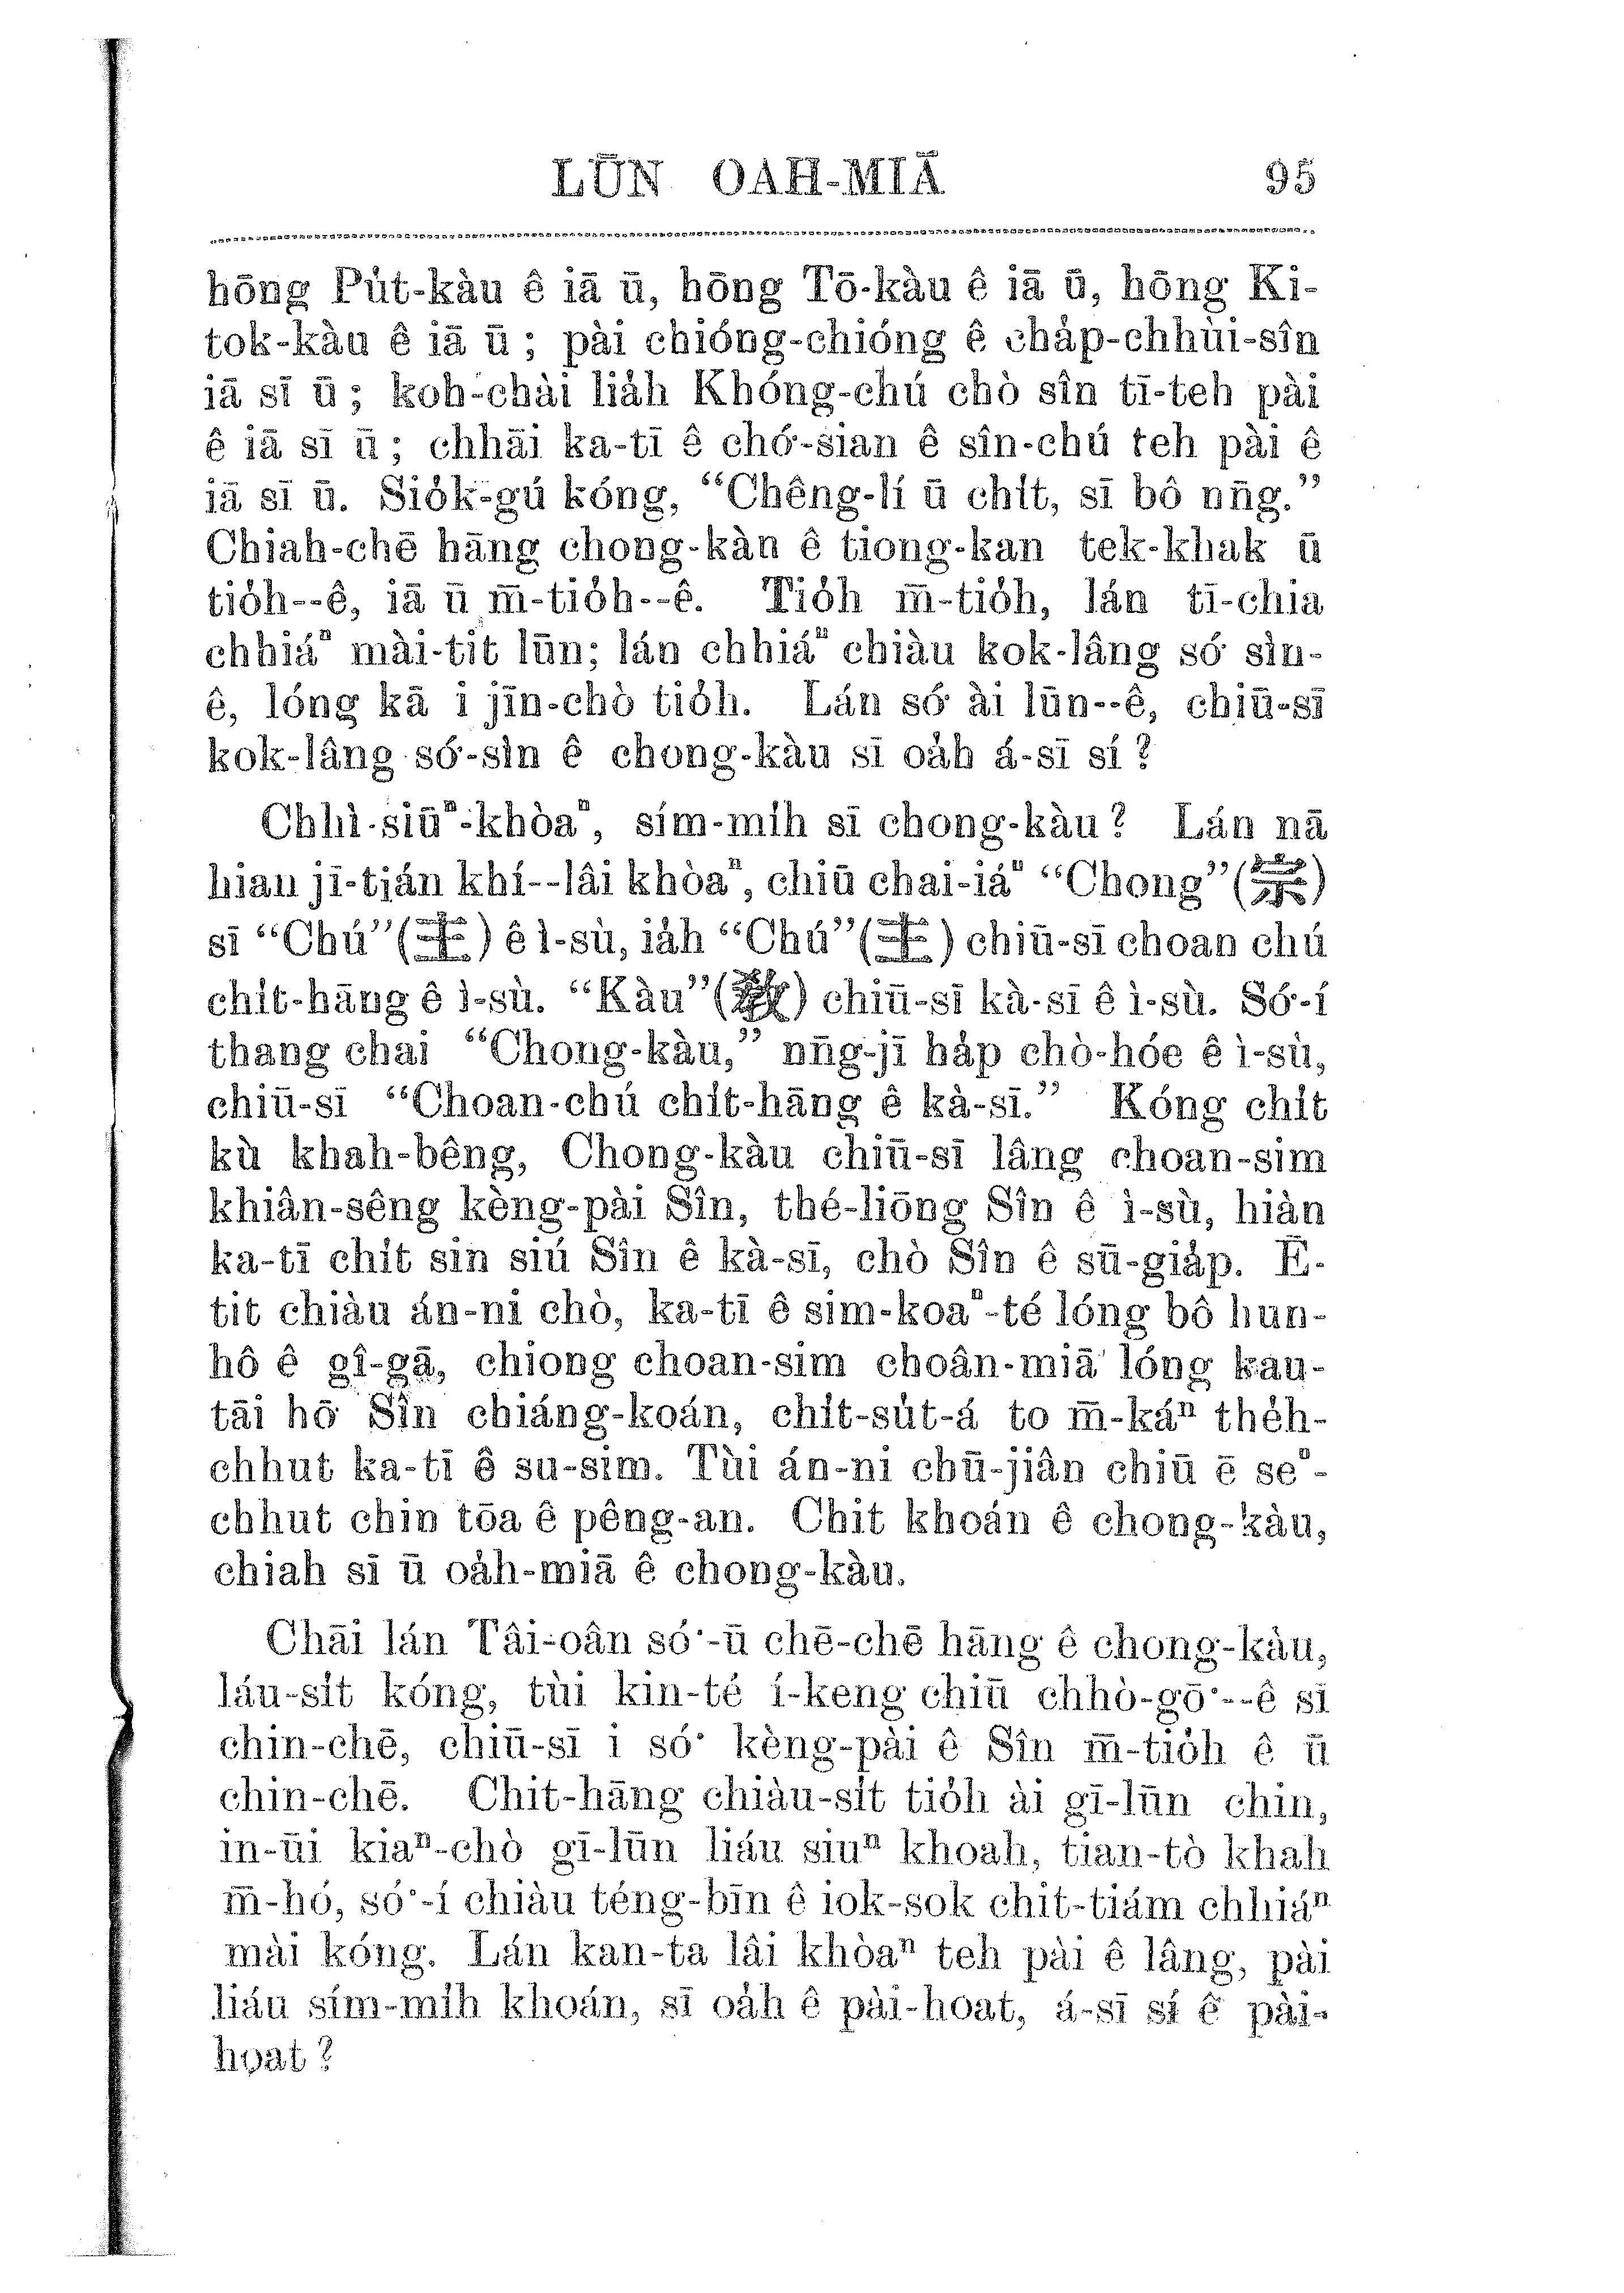 LŪN OAH-MIĀ 95
hōng Pu̍t-kàu ê iā ū, hōng Tō-kàu ê iā ū, hōng Ki-
tok-kàu ê iā ū; pài chióng-chióng ê cha̍p-chhùi-sîn
iā sī ū; koh-chài lia̍h Khóng-chú chò sîn tī-teh pài
ê iā sī ū; chhāi ka-tī ê chó͘-sian ê sîn-chú teh pài ê
iā sī ū. Sio̍k-gú kóng, “Chêng-lí ū chi̍t, sī bô nn̄g.”
Chiah-chē hāng chong-kàu ê tiong-kan tek-khak ū
tio̍h--ê, iā ū m̄-tio̍h--ê. Tio̍h m̄-tio̍h, lán tī-chia
chhiáⁿ mài-tit lūn; lán chhiáⁿ chiàu kok-lâng só͘ sìn-
ê, lóng kā i jīn-chò tio̍h. Lán só͘ ài lūn--ê, chiū-sī
kok-lâng só͘-sìn ê chong-kàu sī oa̍h á-sī sí?
Chhì-siūⁿ-khòaⁿ, sím-mi̍h sī chong-kàu? Lán nā
hian jī-tián khí--lâi khòaⁿ, chiū chai-iáⁿ “Chong” (宗)
sī “Chú” (主) ê ì-sù, ia̍h “Chú” (主) chiū-sī choan chú
chi̍t-hāng ê ì-sù. “Kàu” (教) chiū-sī kà-sī ê ì-sù. Só͘-í
thang chai “Chong-kàu,” nn̄g-jī ha̍p chò-hóe ê ì-sù,
chiū-sī “Choan-chú chi̍t-hāng ê kà-sī.” Kóng chi̍t
kù khah-bêng, Chong-kàu chiū-sī lâng choan-sim
khiân-sêng kèng-pài Sîn, thé-liōng Sîn ê ì-sù, hiàn
ka-tī chi̍t sin siū Sîn ê kà-sī, chò Sîn ê sū-gia̍p. Ē-
tit chiàu án-ni chò, ka-tī ê sim-koaⁿ-té lóng bô hun-
hô ê gî-gā, chiong choan-sim choân-miā lóng kau-
tāi hō͘ Sîn chiáng-koán, chi̍t-su̍t-á to m̄-káⁿ the̍h-
chhut ka-tī ê su-sim. Tùi án-ni chū-jiân chiū ē seⁿ-
chhut chin tōa ê pêng-an. Chit khoán ê chong-kàu,
chiah sī ū oa̍h-miā ê chong-kàu.
Chāi lán Tâi-oân só͘-ū chē-chē hāng ê chong-kàu,
láu-si̍t kóng, tùi kin-té í-keng chiū chhò-gō͘--ê sī
chin-chē, chiū-sī i só͘ kèng-pài ê Sîn m̄-tio̍h ê ū
chin-chē. Chit-hāng chiàu-si̍t tio̍h ài gī-lūn chin,
in-ūi kiaⁿ-chò gī-lūn liáu siuⁿ khoah, tian-tò khah
m̄-hó, só͘-í chiàu téng-bīn ê iok-sok chit-tiám chhiáⁿ
mài kóng. Lán kan-ta lâi khòaⁿ teh pài ê lâng, pài
liáu sím-mi̍h khoán, sī oa̍h ê pài-hoat, á-sī sí ê pài-
hoat?